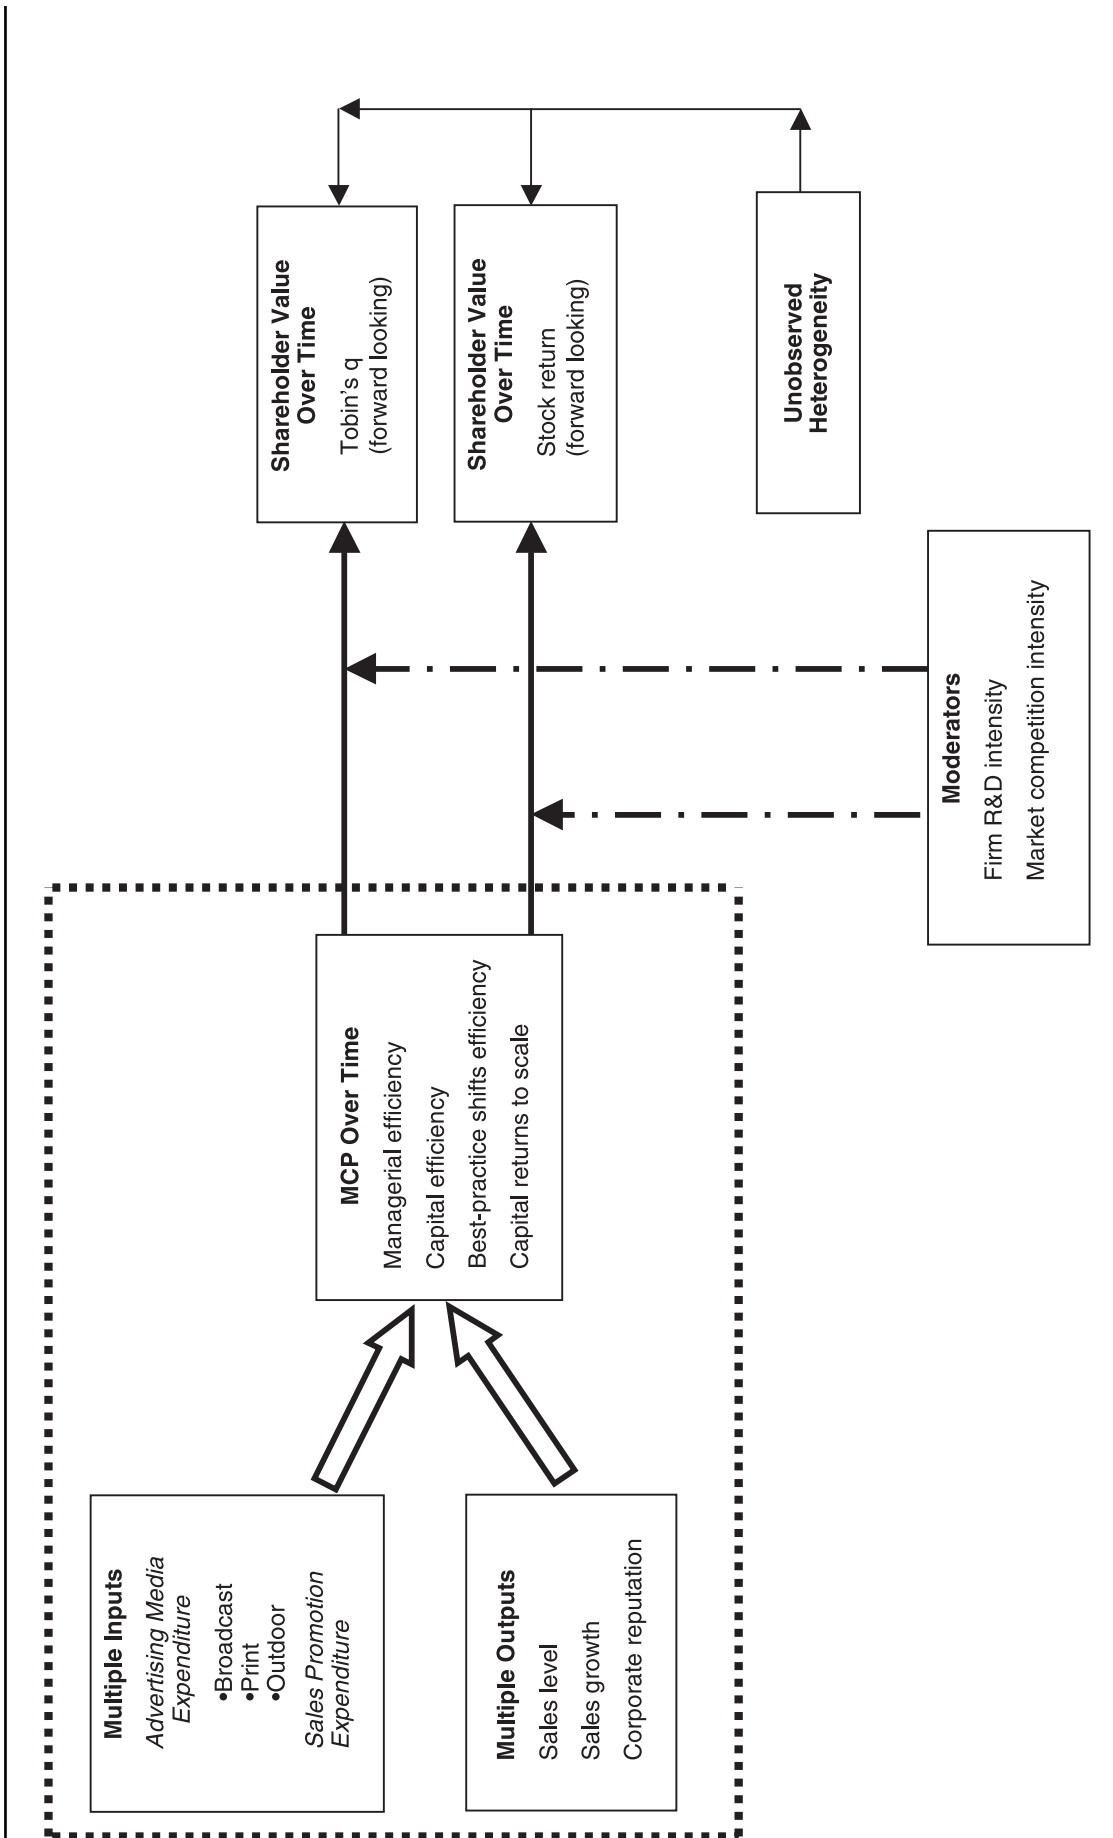 Multiple Inputs
Advertising Media
Expenditure
•Broadcast
•Print
•Outdoor
Sales Promotion
Expenditure
Multiple Outputs
Sales level
Sales growth
Corporate reputation
MCP Over Time
Managerial efficiency
Capital efficiency
Best-practice shifts efficiency
Capital returns to scale
Shareholder Value
Over Time
Tobin's q
(forward looking)
Shareholder Value
Over Time
Stock return
(forward looking)
Unobserved
Heterogeneity
Moderators
Firm R&D intensity
Market competition intensity